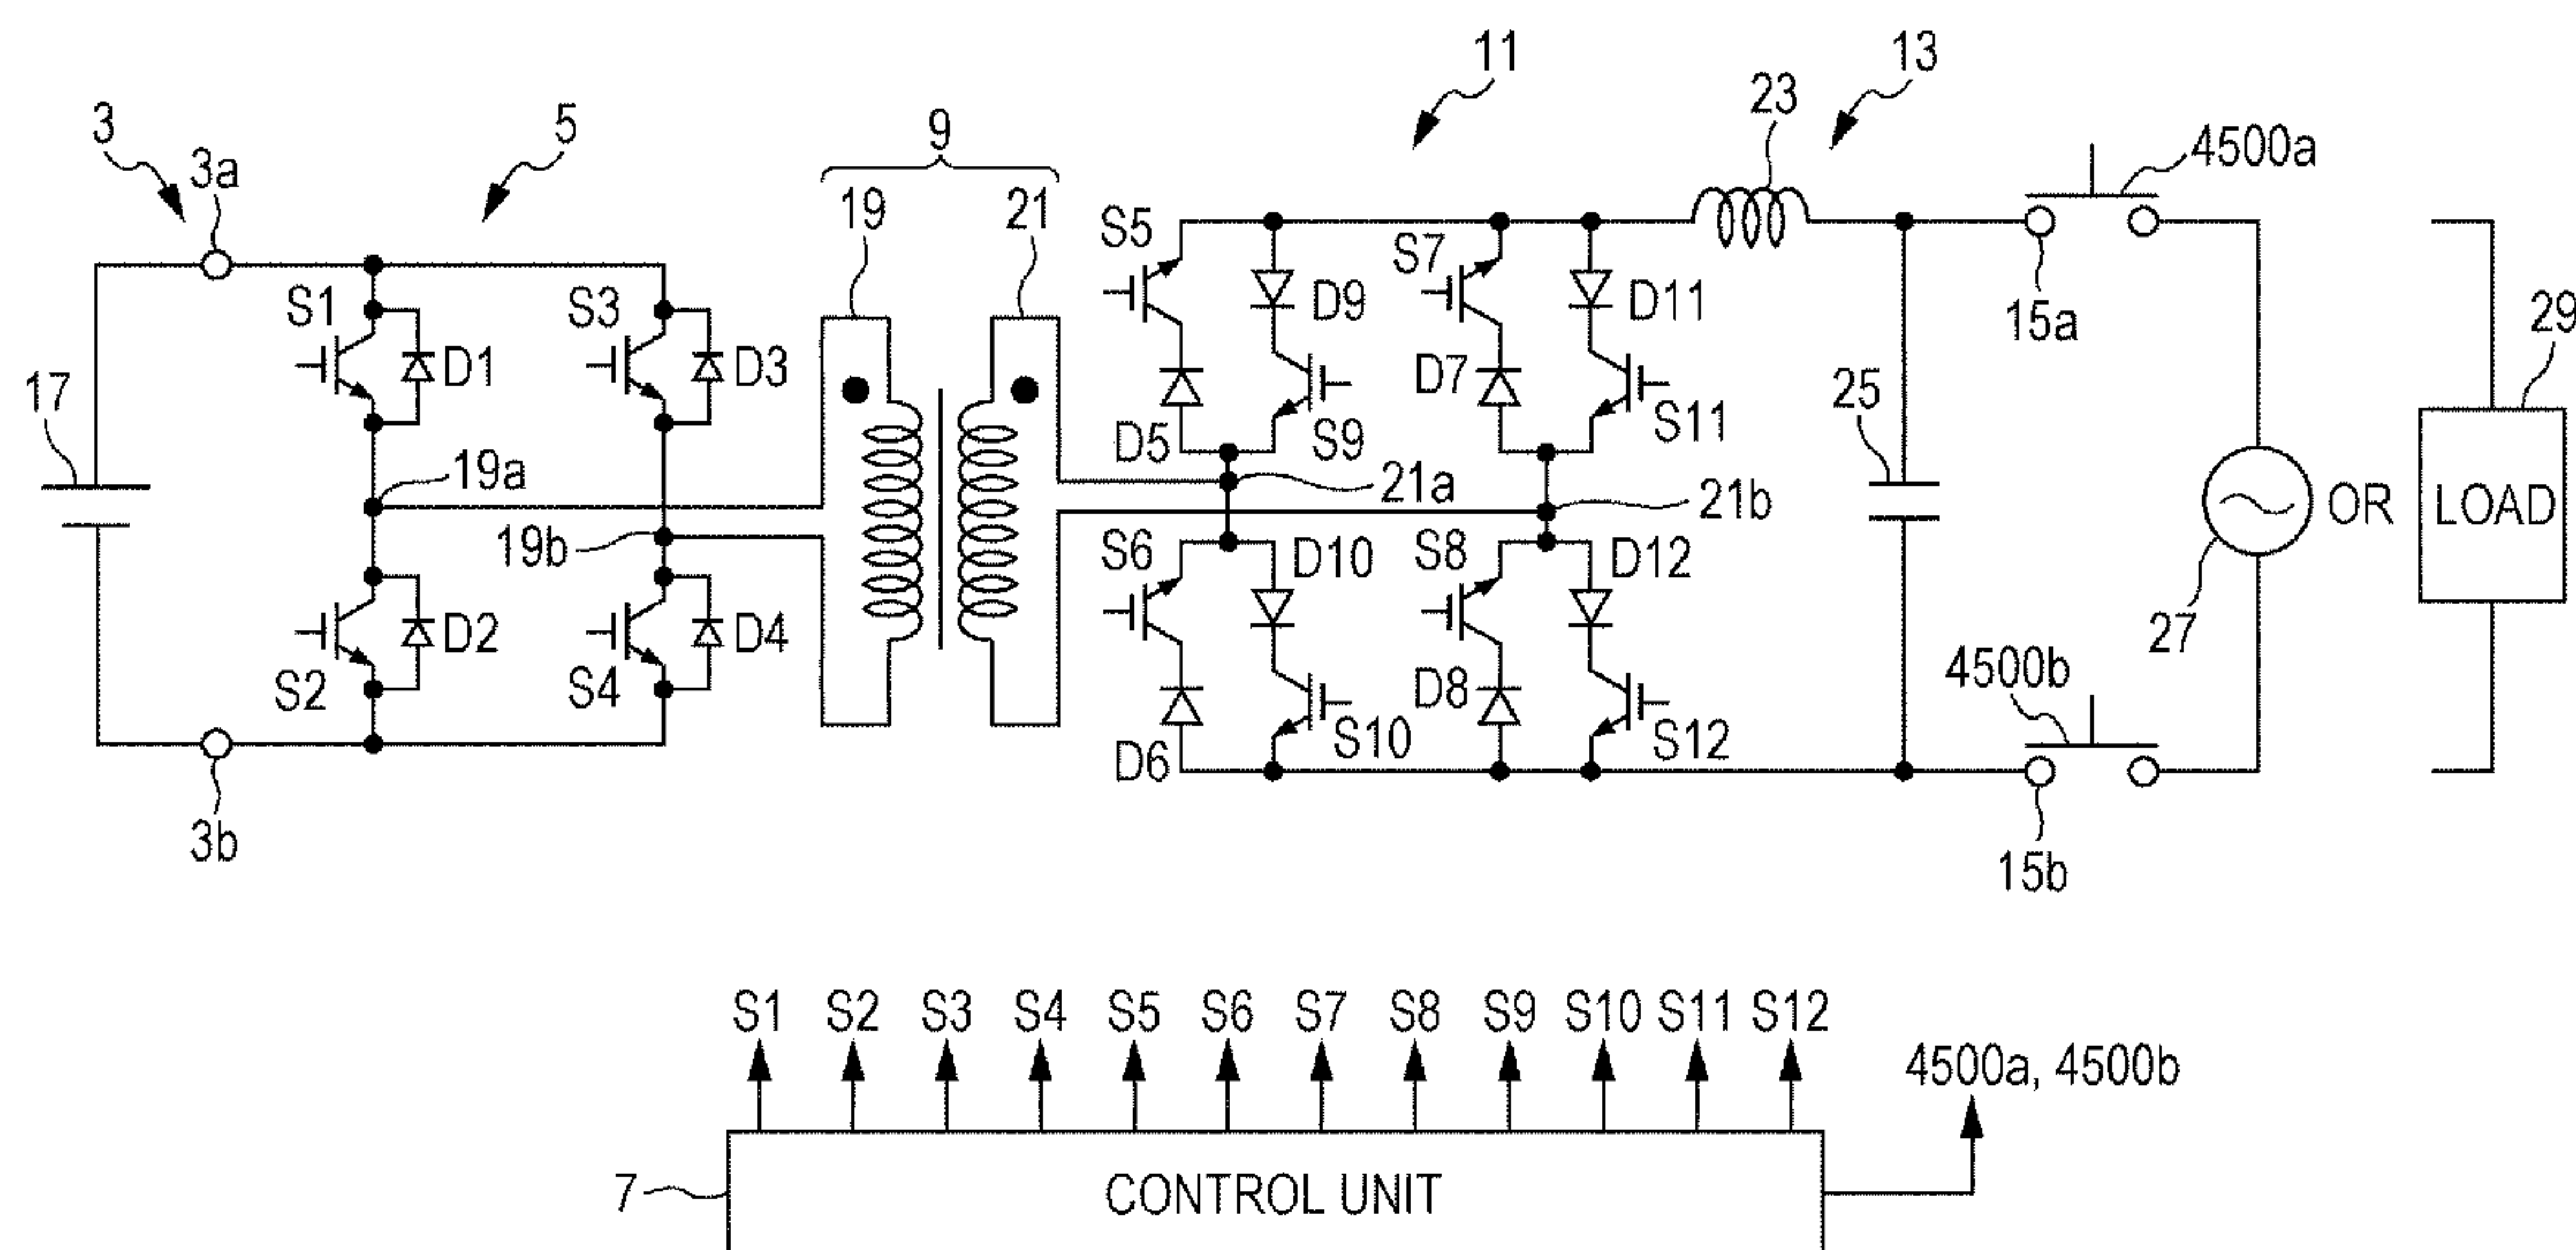 11
13
23
3
5
9
4500a
3a
19
21
S5
S7
S1
S3
D9
D11
15a
29
D1
D3
D7
17
25
D5
S9
S11
19a
21a
21b
OR
LOAD
19b
S6
D10
S8
D12
D2
D4
27
S2
S4
D8
4500b
S10
S12
D6
3b
15b
S1 S2 S3 S4 S5 S6 S7 S8 S9 S10 S11 S12
4500a, 4500b
7
CONTROL UNIT